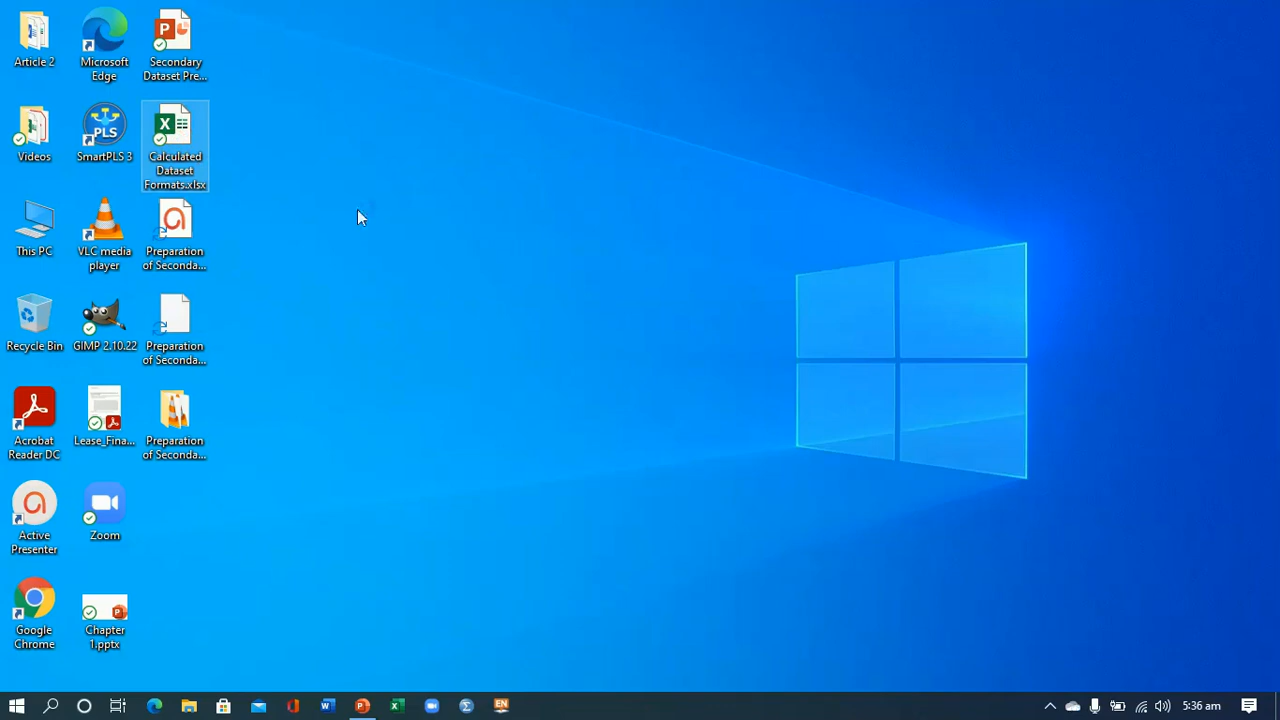 Article 2
Microsoft
Edge
Secondary
Dataset Pre...
Videos
PLS
SmartPLS 3
Calculated
Dataset
Formats.xlsx
This PC
VLC media
player
Preparation
of Seconda...
Recycle Bin
GIMP 2.10.22
Preparation
of Seconda...
Acrobat
Reader DC
Lease_Fina...
Preparation
of Seconda...
Active
Presenter
Zoom
Google
Chrome
Chapter
1.pptx
EN
5:36 am